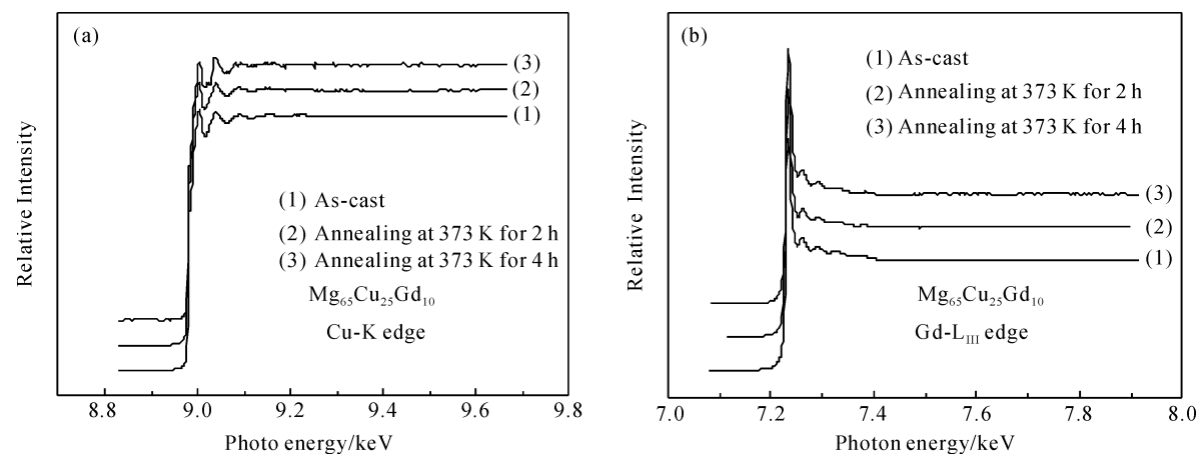 (a)
(3)
(2)
(1)
(1) As-cast
(2) Annealing at 373 K for 2 h
(3) Annealing at 373 K for 4 h
Mg65Cu25Gd10
Cu-K edge
Relative Intensity
8.8 9.0 9.2 9.4 9.6 9.8
Photo energy/keV
(b)
(1) As-cast
(2) Annealing at 373 K for 2 h
(3) Annealing at 373 K for 4 h
(3)
(2)
(1)
Mg65Cu25Gd10
Gd-LIII edge
Relative Intensity
7.0 7.2 7.4 7.6 7.8 8.0
Photon energy/keV